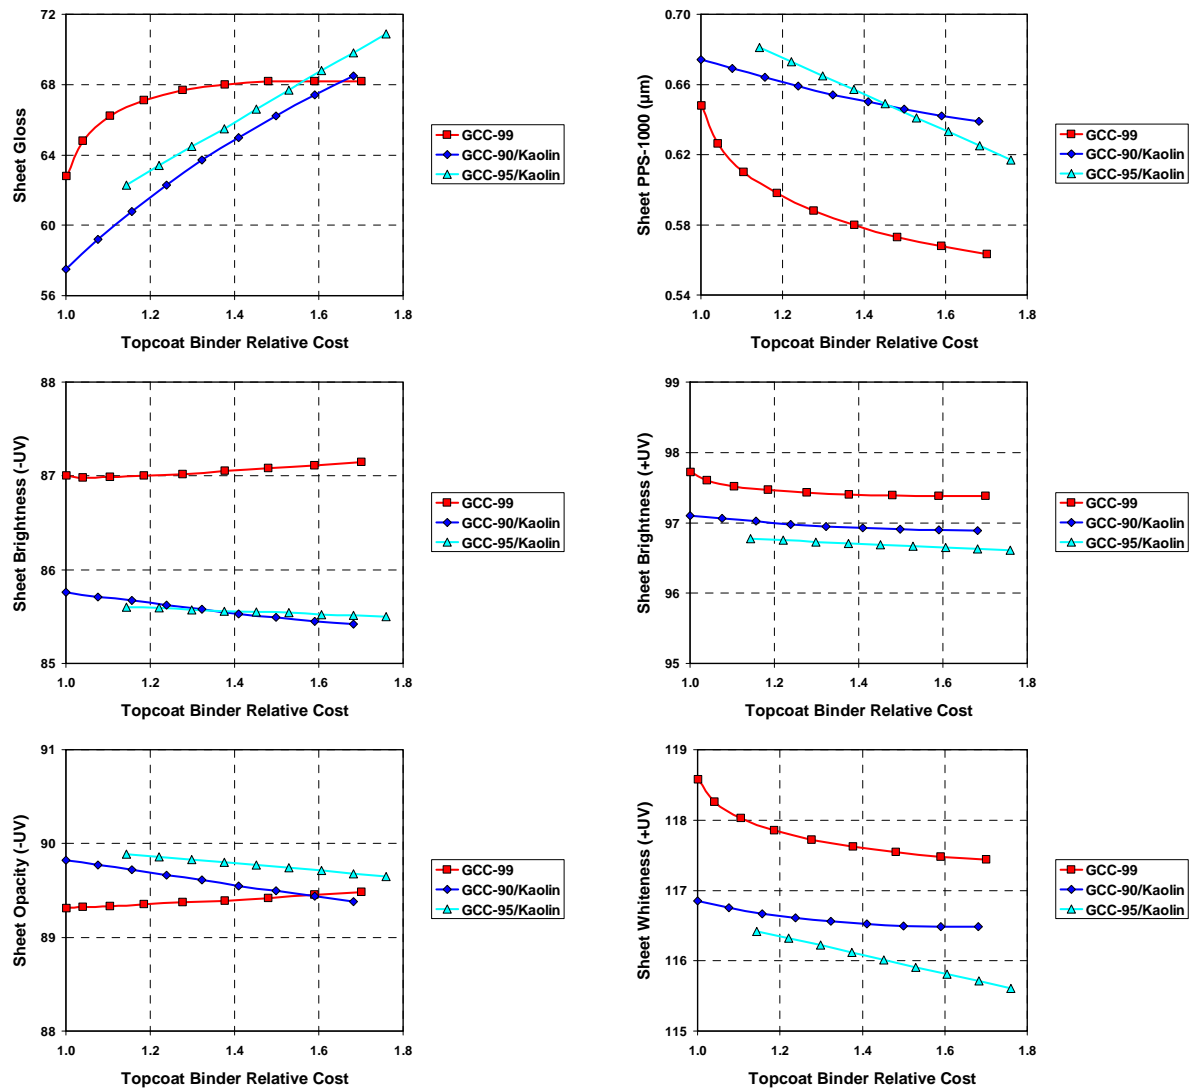 72
68
64
60
56
Sheet Gloss
1.0 1.2 1.4 1.6 1.8
Topcoat Binder Relative Cost
GCC-99
GCC-90/Kaolin
GCC-95/Kaolin
0.70
0.66
0.62
0.58
0.54
Sheet PPS-1000 (µm)
1.0 1.2 1.4 1.6 1.8
Topcoat Binder Relative Cost
GCC-99
GCC-90/Kaolin
GCC-95/Kaolin
88
87
86
85
Sheet Brightness (-UV)
1.0 1.2 1.4 1.6 1.8
Topcoat Binder Relative Cost
GCC-99
GCC-90/Kaolin
GCC-95/Kaolin
99
98
97
96
95
Sheet Brightness (+UV)
1.0 1.2 1.4 1.6 1.8
Topcoat Binder Relative Cost
GCC-99
GCC-90/Kaolin
GCC-95/Kaolin
91
90
89
88
Sheet Opacity (-UV)
1.0 1.2 1.4 1.6 1.8
Topcoat Binder Relative Cost
GCC-99
GCC-90/Kaolin
GCC-95/Kaolin
119
118
117
116
115
Sheet Whiteness (+UV)
1.0 1.2 1.4 1.6 1.8
Topcoat Binder Relative Cost
GCC-99
GCC-90/Kaolin
GCC-95/Kaolin